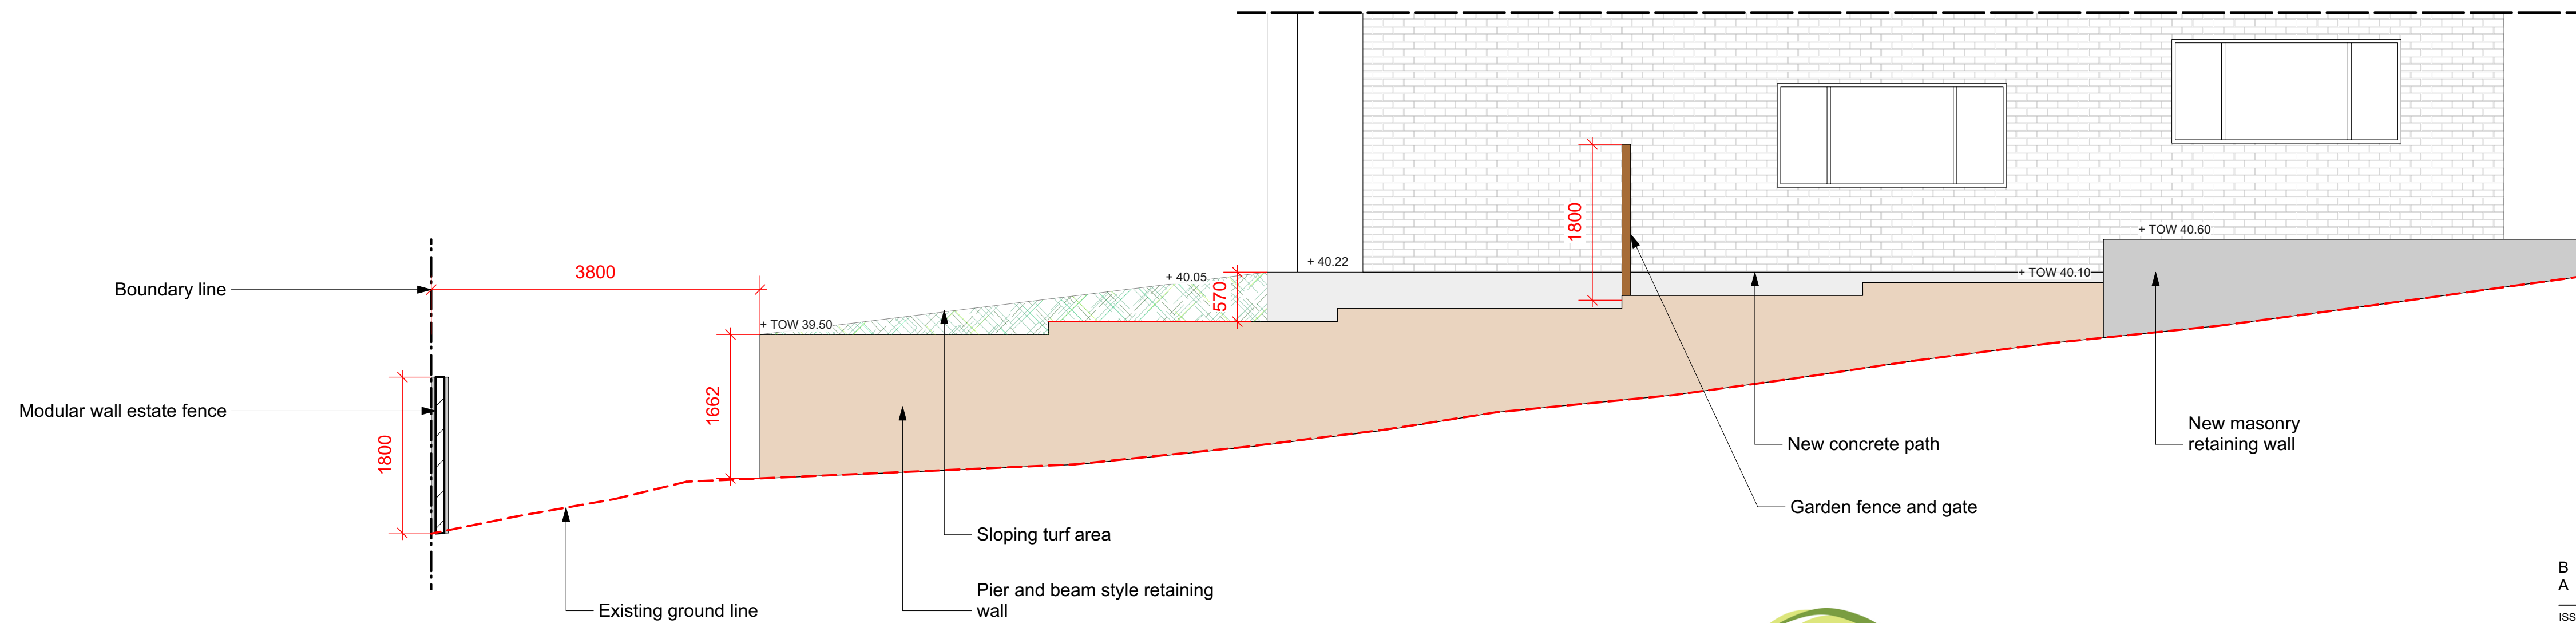 + TOW 40.60
+ 40.22
+ TOW 40.10
+ 40.05
3800
Boundary line
570
1800
+ TOW 39.50
1662
Modular wall estate fence
1800
New masonry
retaining wall
New concrete path
Garden fence and gate
Sloping turf area
Pier and beam style retaining
wall
Existing ground line
B
A
ISS